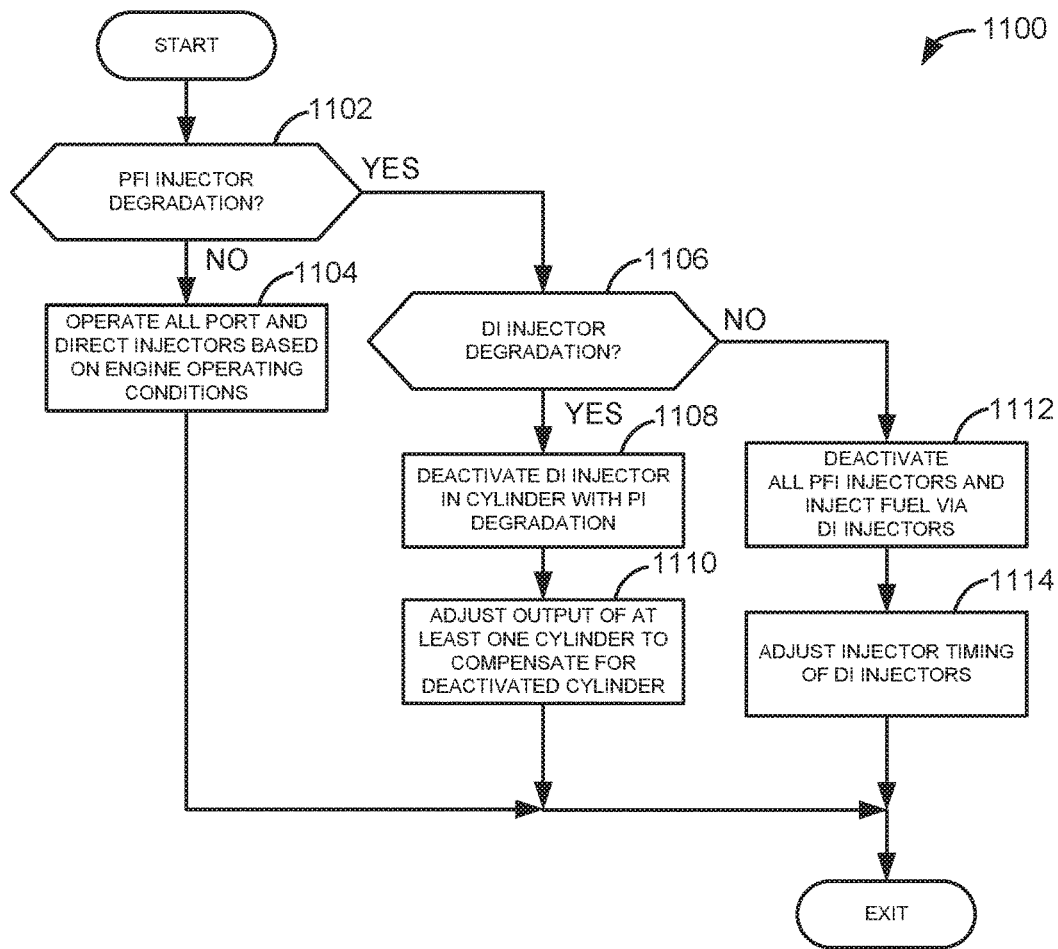 START
1100
1102
PFI INJECTOR
DEGRADATION?
YES
NO
1104
OPERATE ALL PORT AND
DIRECT INJECTORS BASED
ON ENGINE OPERATING
CONDITIONS
1106
DI INJECTOR
DEGRADATION?
NO
YES
1108
DEACTIVATE DI INJECTOR
IN CYLINDER WITH PI
DEGRADATION
1112
DEACTIVATE
ALL PFI INJECTORS AND
INJECT FUEL VIA
DI INJECTORS
1110
ADJUST OUTPUT OF AT
LEAST ONE CYLINDER TO
COMPENSATE FOR
DEACTIVATED CYLINDER
1114
ADJUST INJECTOR TIMING
OF DI INJECTORS
EXIT